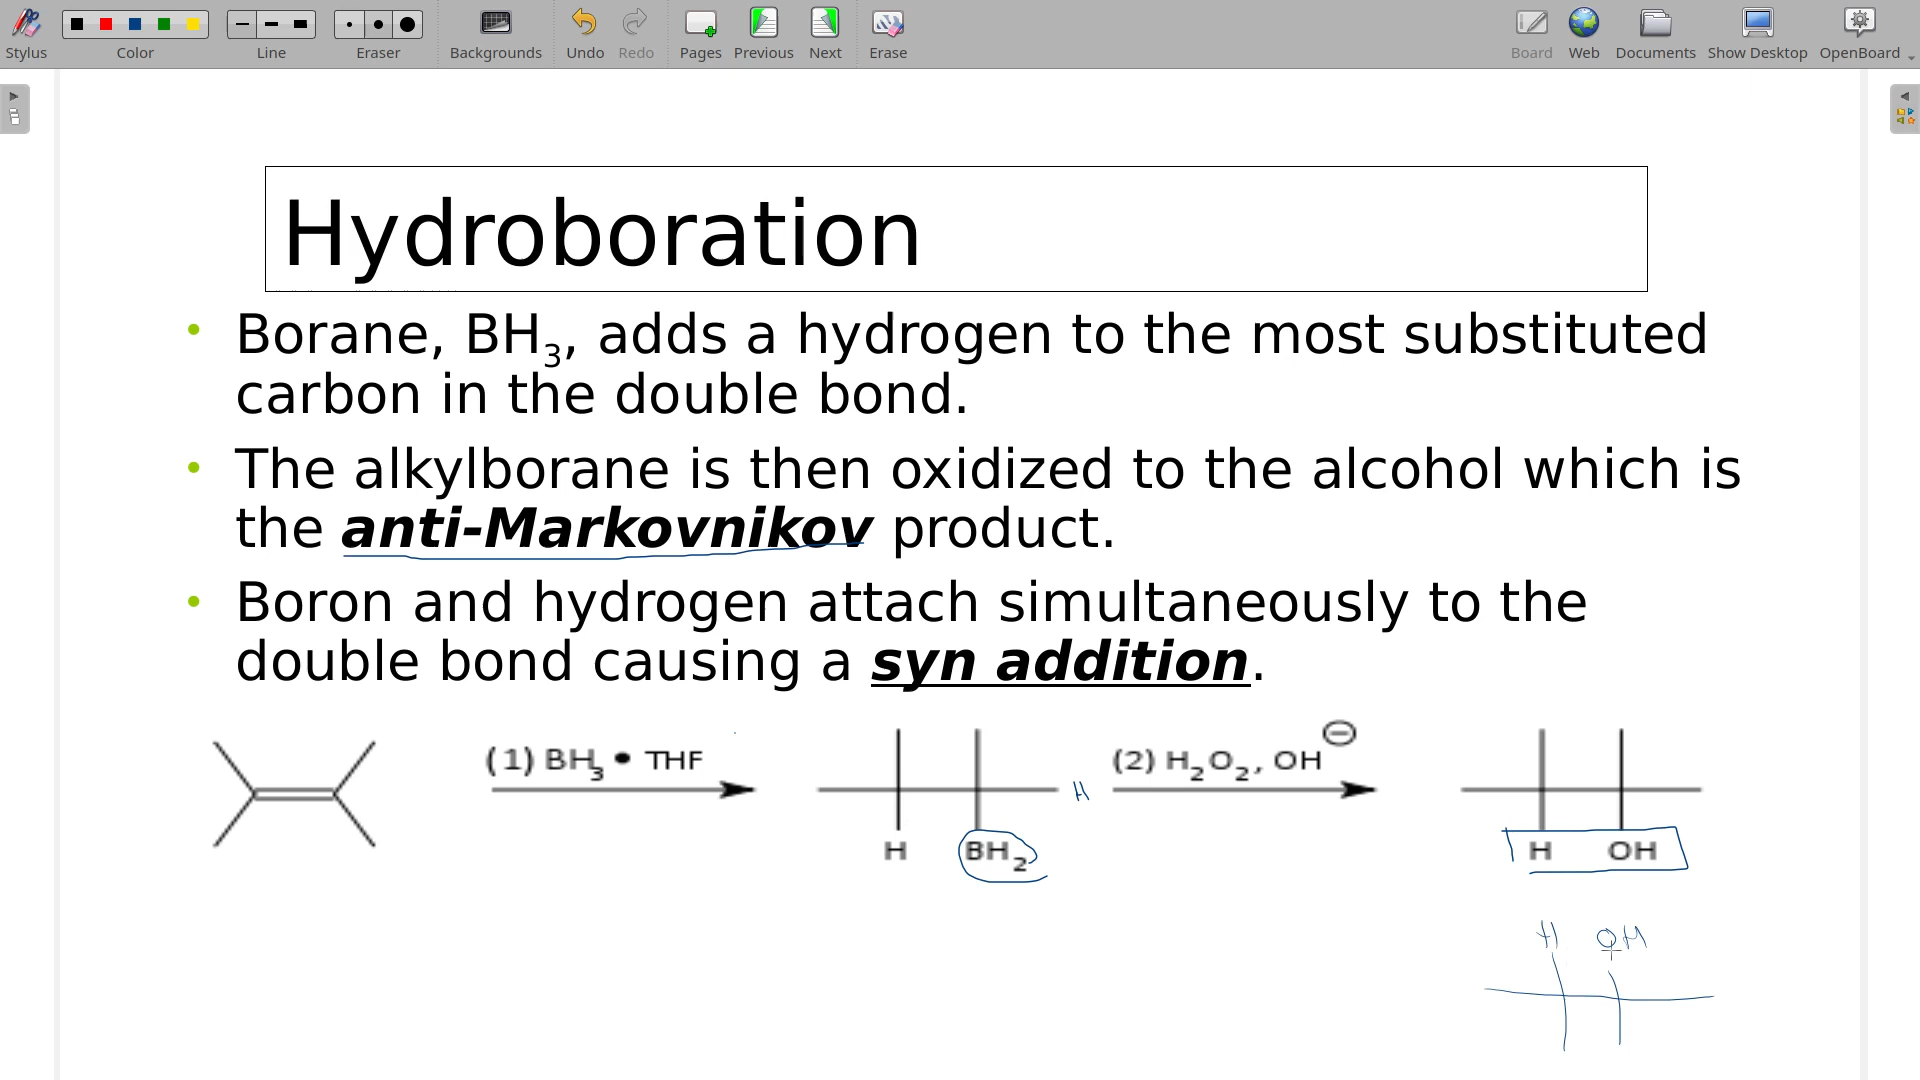 Stylus Color Line Eraser Backgrounds Undo Redo Pages Previous Next Erase Board Web Documents Show Desktop OpenBoard
Hydroboration
• Borane, BH₃, adds a hydrogen to the most substituted
carbon in the double bond.
• The alkylborane is then oxidized to the alcohol which is
the anti-Markovnikov product.
• Boron and hydrogen attach simultaneously to the
double bond causing a syn addition.
(1) BH₃ • THF
H BH₂
H
(2) H₂O₂, OH⊖
H OH
H OH